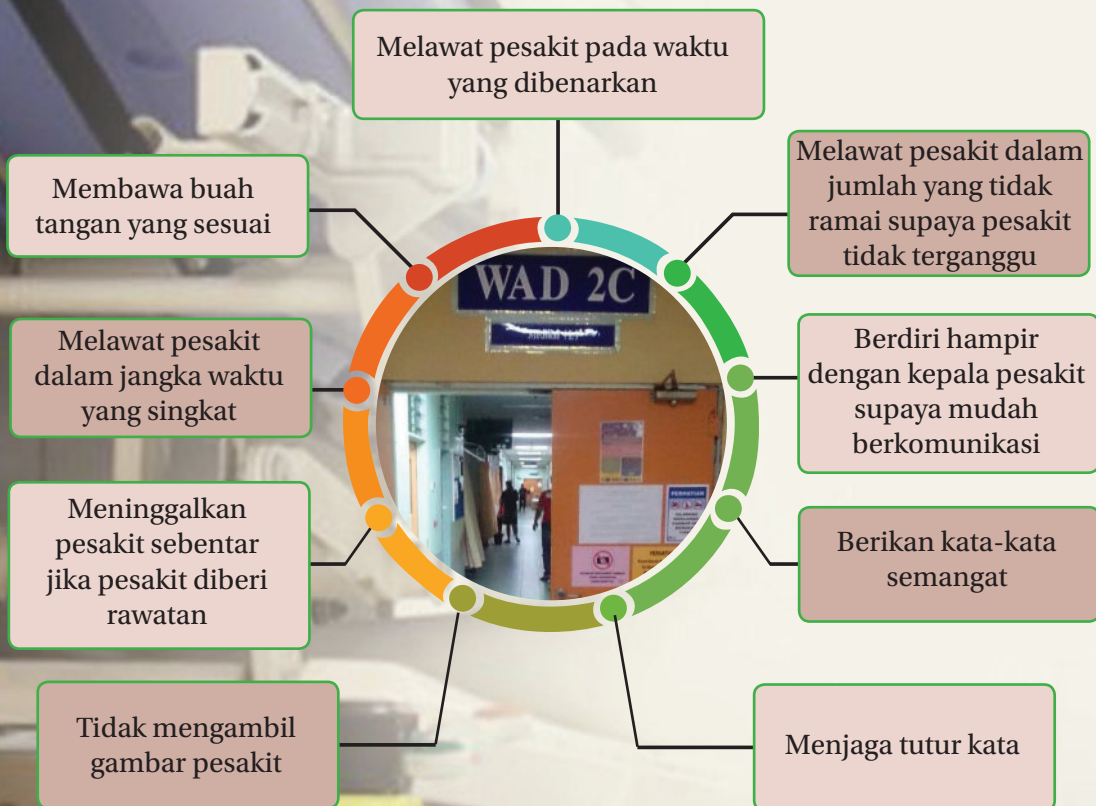 Melawat pesakit pada waktu
yang dibenarkan
Melawat pesakit dalam
jumlah yang tidak
ramai supaya pesakit
tidak terganggu
Berdiri hampir
dengan kepala pesakit
supaya mudah
berkomunikasi
Berikan kata-kata
semangat
Menjaga tutur kata
Tidak mengambil
gambar pesakit
Meninggalkan
pesakit sebentar
jika pesakit diberi
rawatan
Melawat pesakit
dalam jangka waktu
yang singkat
Membawa buah
tangan yang sesuai
WAD 2C
PERHATIAN